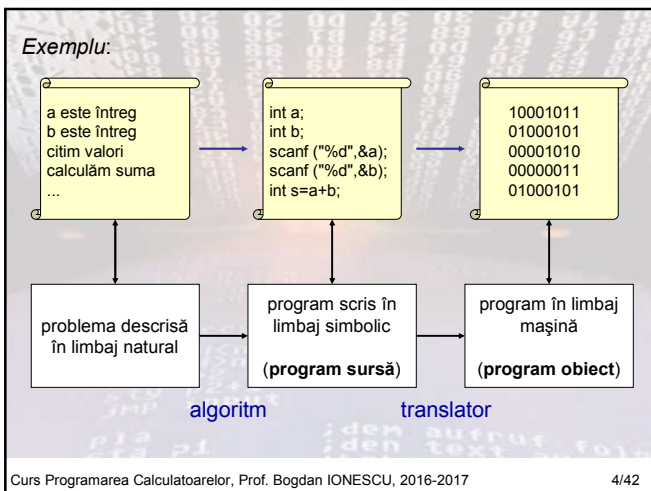 Exemplu:
a este întreg
b este întreg
citim valori
calculăm suma
...
int a;
int b;
scanf ("%d",&a);
scanf ("%d",&b);
int s=a+b;
10001011
01000101
00001010
00000011
01000101
problema descrisă
în limbaj natural
program scris în
limbaj simbolic
(program sursă)
program în limbaj
maşină
(program obiect)
algoritm
translator
Curs Programarea Calculatoarelor, Prof. Bogdan IONESCU, 2016-2017
4/42